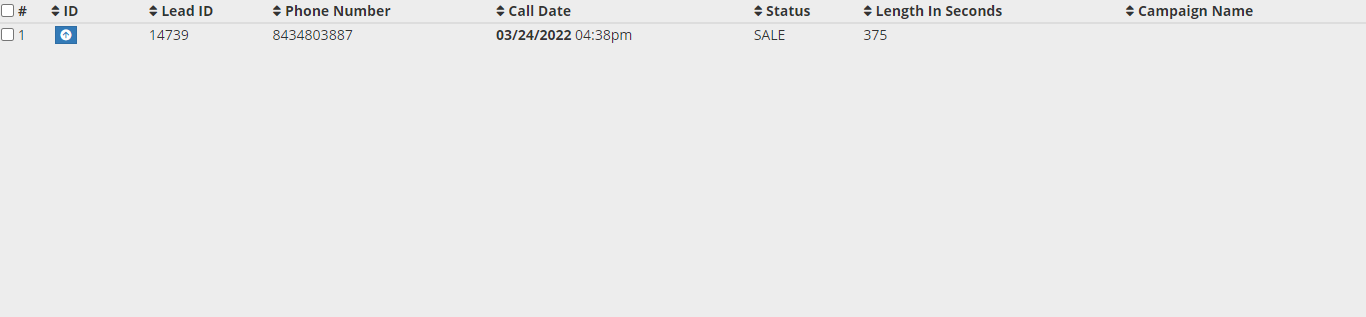 # ID Lead ID Phone Number Call Date Status Length In Seconds Campaign Name
1 14739 8434803887 03/24/2022 04:38pm SALE 375